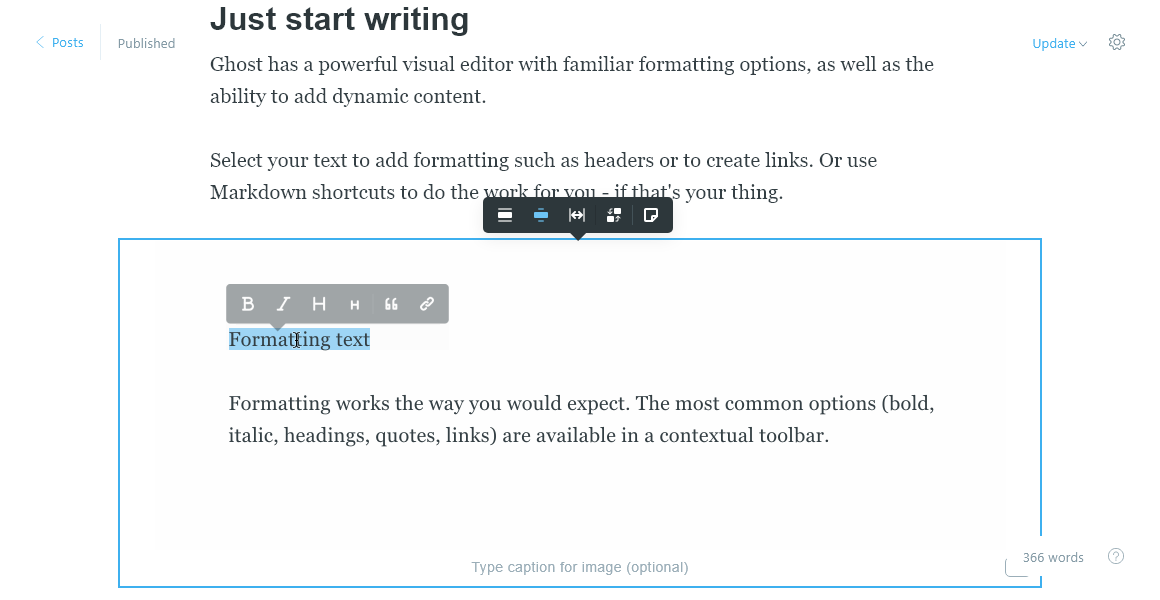 Just start writing
Posts
Published
Update
Ghost has a powerful visual editor with familiar formatting options, as well as the
ability to add dynamic content.
Select your text to add formatting such as headers or to create links. Or use
Markdown shortcuts to do the work for you - if that's your thing.
B I H H
Formatting text
Formatting works the way you would expect. The most common options (bold,
italic, headings, quotes, links) are available in a contextual toolbar.
Type caption for image (optional)
366 words
?